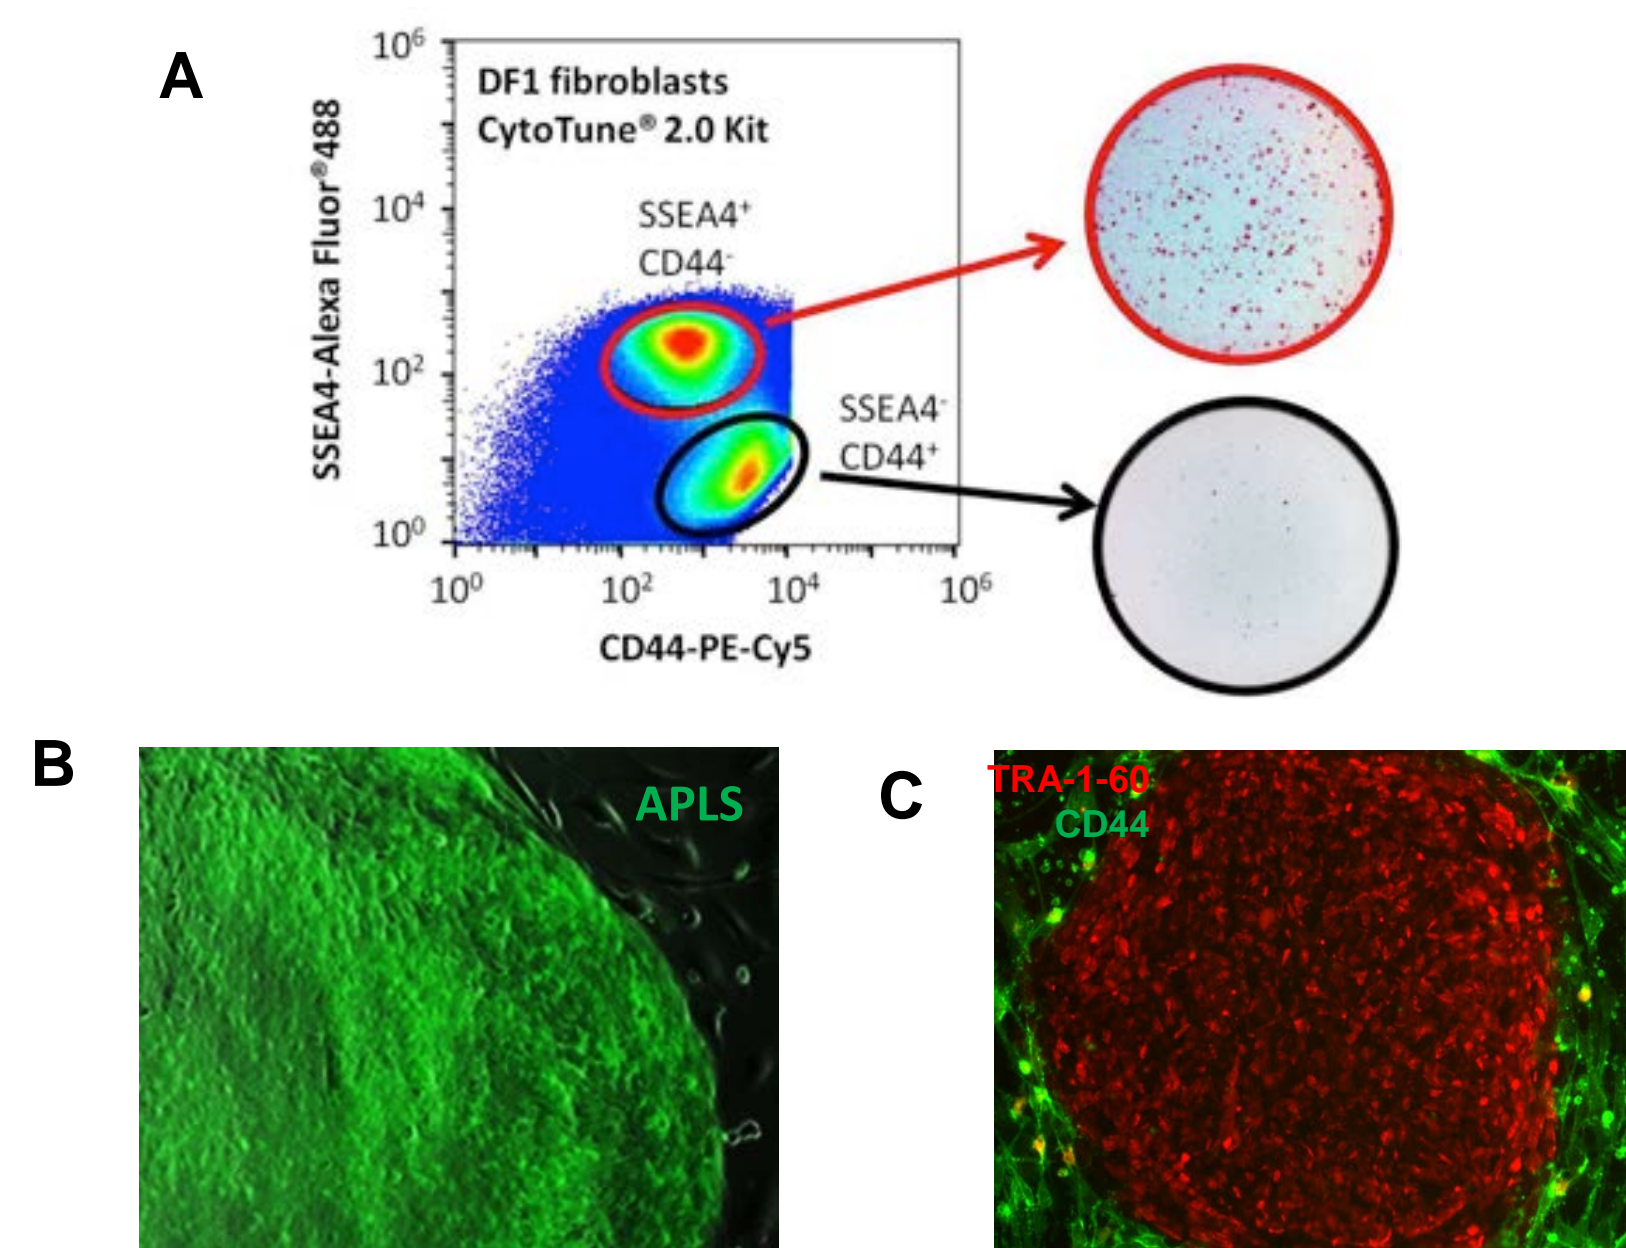 A
10⁶
DF1 fibroblasts
CytoTune® 2.0 Kit
SSEA4-Alexa Fluor®488
10⁴
SSEA4⁺
CD44⁻
10²
SSEA4⁻
CD44⁺
10⁰
10⁰ 10² 10⁴ 10⁶
CD44-PE-Cy5
B
APLS
C
TRA-1-60
CD44